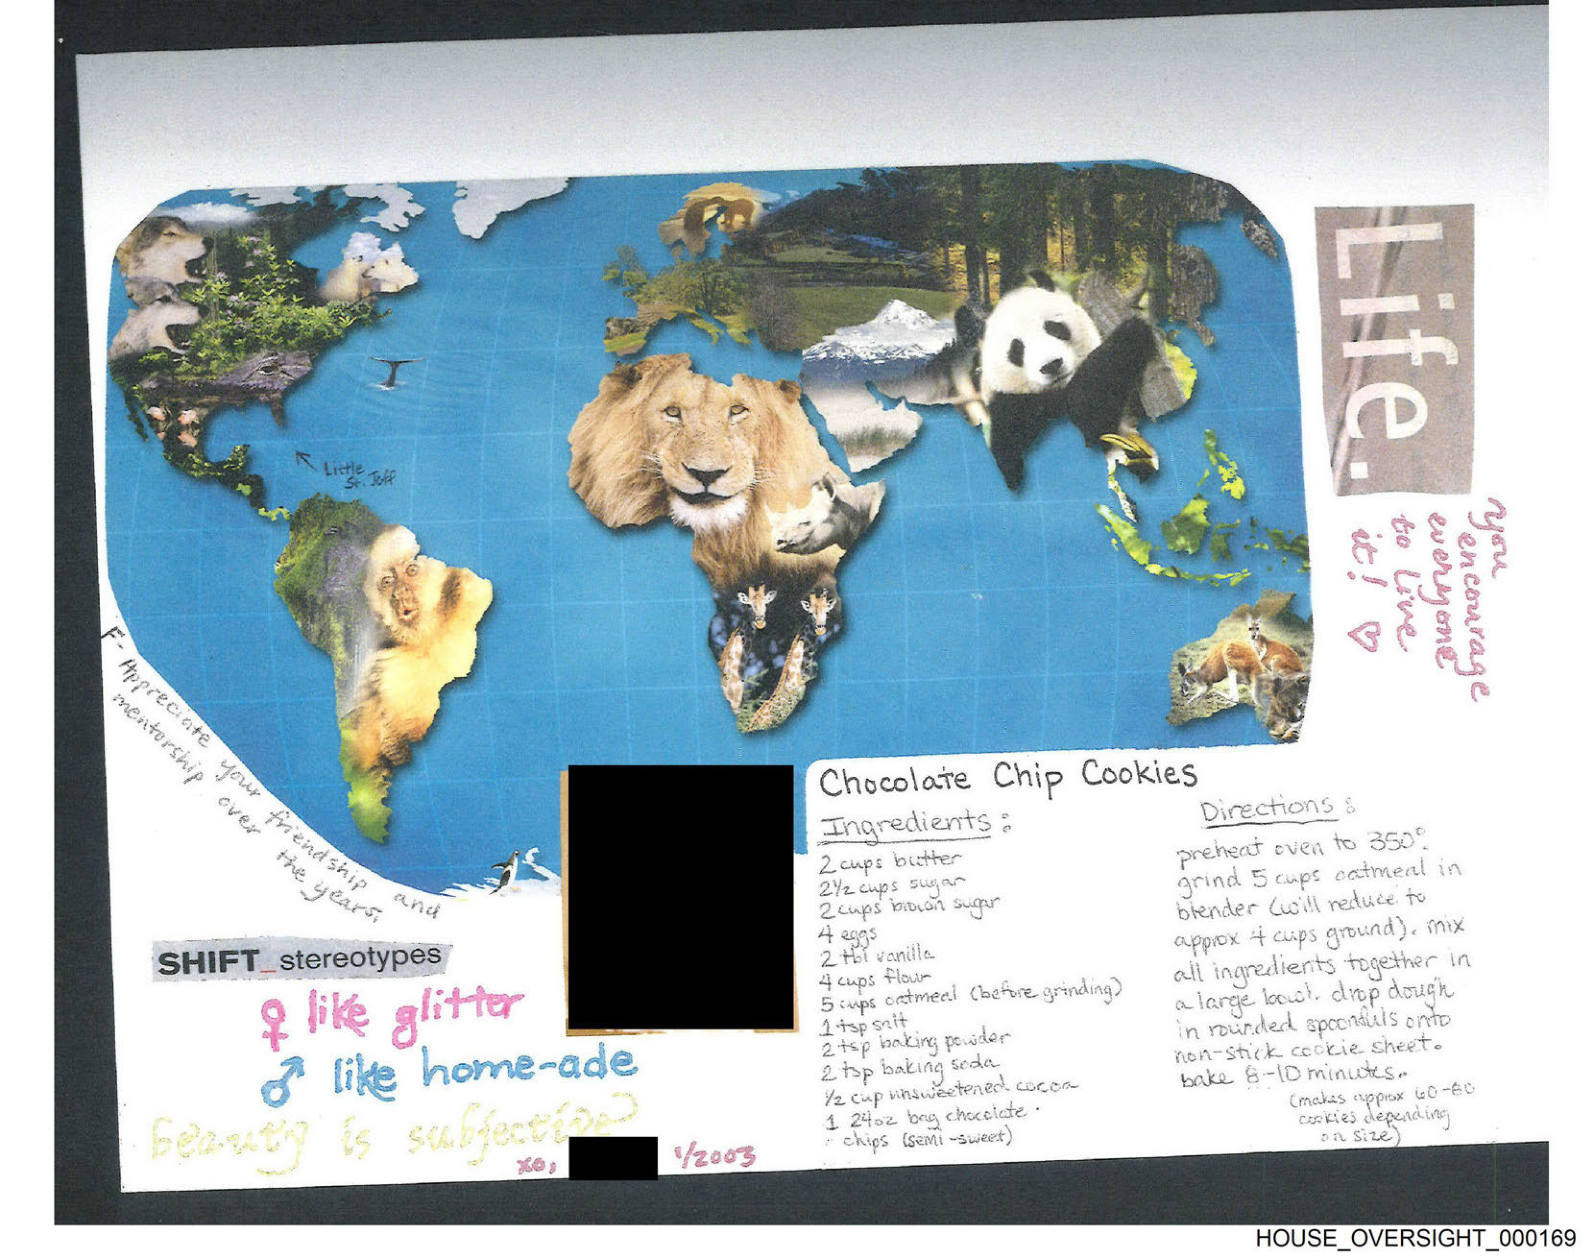 Little
St. Jeff
Life.
you
encourage
everyone
to live
it! ♡
F- Appreciate your friendship and
mentorship over the years.
SHIFT_stereotypes
♀ like glitter
♂ like home-ade
beauty is subjective
xo,
1/2003
Chocolate Chip Cookies
Ingredients:
2 cups butter
2½ cups sugar
2 cups brown sugar
4 eggs
2 tbl vanilla
4 cups flour
5 cups oatmeal (before grinding)
1 tsp salt
2 tsp baking powder
2 tsp baking soda
½ cup unsweetened cocoa
1 24oz bag chocolate
chips (semi-sweet)
Directions:
preheat oven to 350°.
grind 5 cups oatmeal in
blender (will reduce to
approx 4 cups ground). mix
all ingredients together in
a large bowl. drop dough
in rounded spoonfuls onto
non-stick cookie sheet.
bake 8-10 minutes.
(makes approx 60-80
cookies depending
on size)
HOUSE_OVERSIGHT_000169